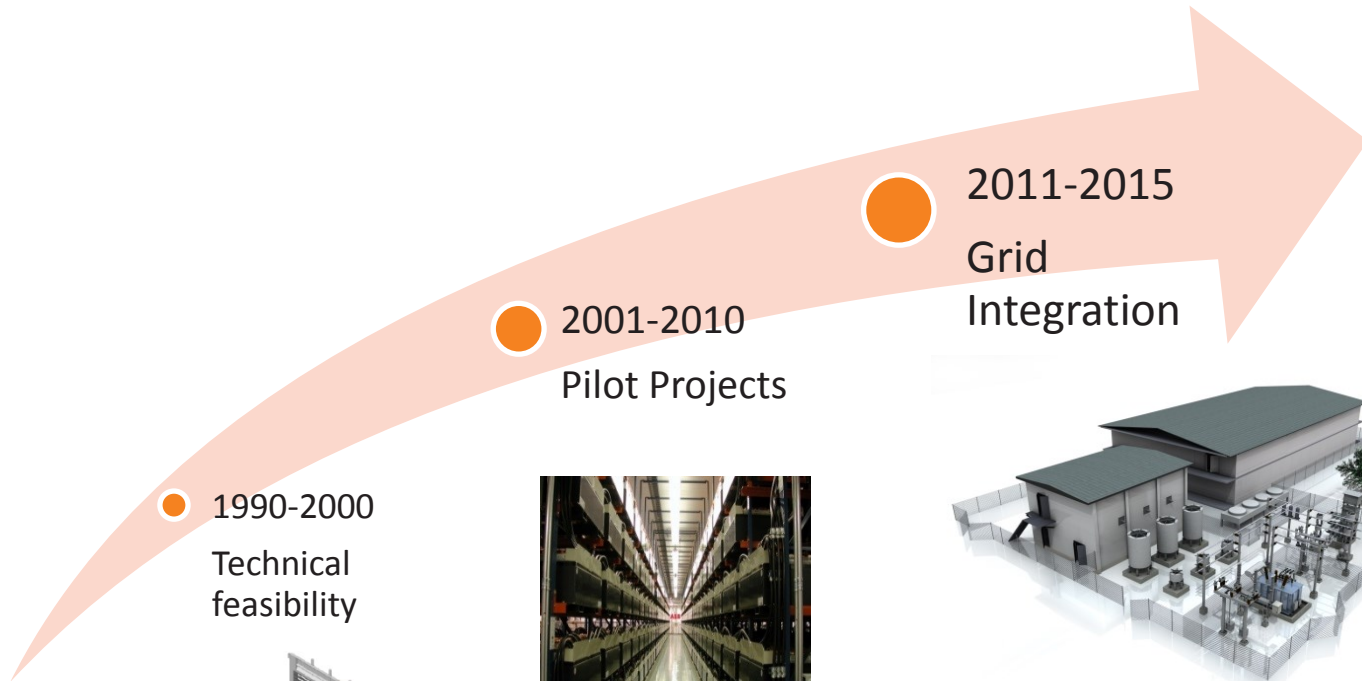 2011-2015
Grid
Integration
2001-2010
Pilot Projects
1990-2000
Technical
feasibility